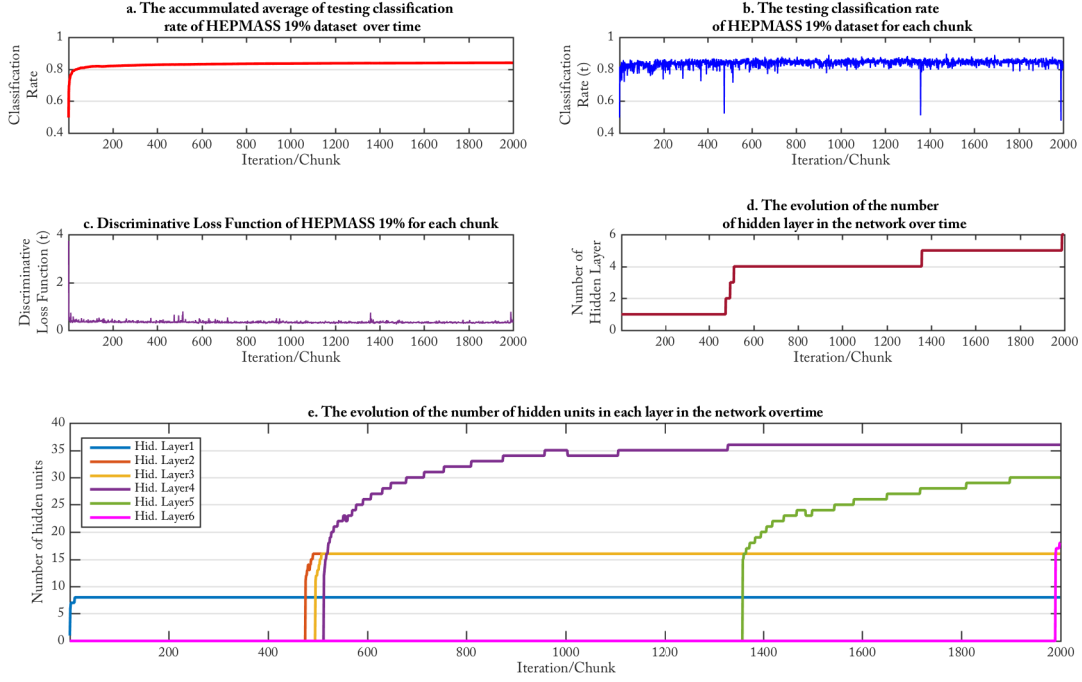 a. The accummulated average of testing classification
rate of HEPMASS 19% dataset over time
1
0.8
0.6
0.4
Classification
Rate
200 400 600 800 1000 1200 1400 1600 1800 2000
Iteration/Chunk
b. The testing classification rate
of HEPMASS 19% dataset for each chunk
1
0.8
0.6
0.4
Classification
Rate (t)
200 400 600 800 1000 1200 1400 1600 1800 2000
Iteration/Chunk
c. Discriminative Loss Function of HEPMASS 19% for each chunk
4
2
0
Discriminative
Loss Function (t)
200 400 600 800 1000 1200 1400 1600 1800 2000
Iteration/Chunk
d. The evolution of the number
of hidden layer in the network over time
6
4
2
0
Number of
Hidden Layer
200 400 600 800 1000 1200 1400 1600 1800 2000
Iteration/Chunk
e. The evolution of the number of hidden units in each layer in the network overtime
40
35
30
25
20
15
10
5
0
Number of hidden units
Hid. Layer1
Hid. Layer2
Hid. Layer3
Hid. Layer4
Hid. Layer5
Hid. Layer6
200 400 600 800 1000 1200 1400 1600 1800 2000
Iteration/Chunk